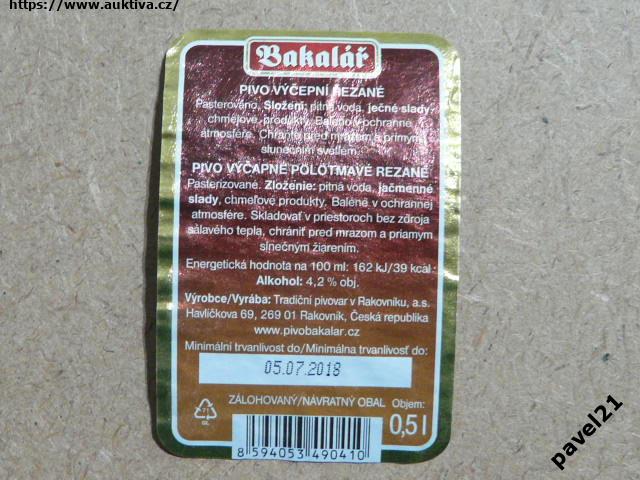 https://www.auktiva.cz/
Bakalář
PIVO VÝČEPNÍ ŘEZANÉ
Pasterováno. Složení: pitná voda, ječné slady,
chmelové produkty. Baleno v ochranné
atmosféře. Chraňte před mrazem a přímým
slunečním světlem.
PIVO VÝČAPNÉ POLOTMAVÉ REZANÉ
Pasterizované. Zloženie: pitná voda, jačmenné
slady, chmeľové produkty. Balené v ochrannej
atmosfére. Skladovať v priestoroch bez zdroja
sálavého tepla, chrániť pred mrazom a priamym
slnečným žiarením.
Energetická hodnota na 100 ml: 162 kJ/39 kcal
Alkohol: 4,2 % obj.
Výrobce/Vyrába: Tradiční pivovar v Rakovníku, a.s.
Havlíčkova 69, 269 01 Rakovník, Česká republika
www.pivobakalar.cz
Minimální trvanlivost do/Minimálna trvanlivosť do:
05.07.2018
ZÁLOHOVANÝ/NÁVRATNÝ OBAL Objem:
71
GL
0,5 l
8 594053 490410
pavel21